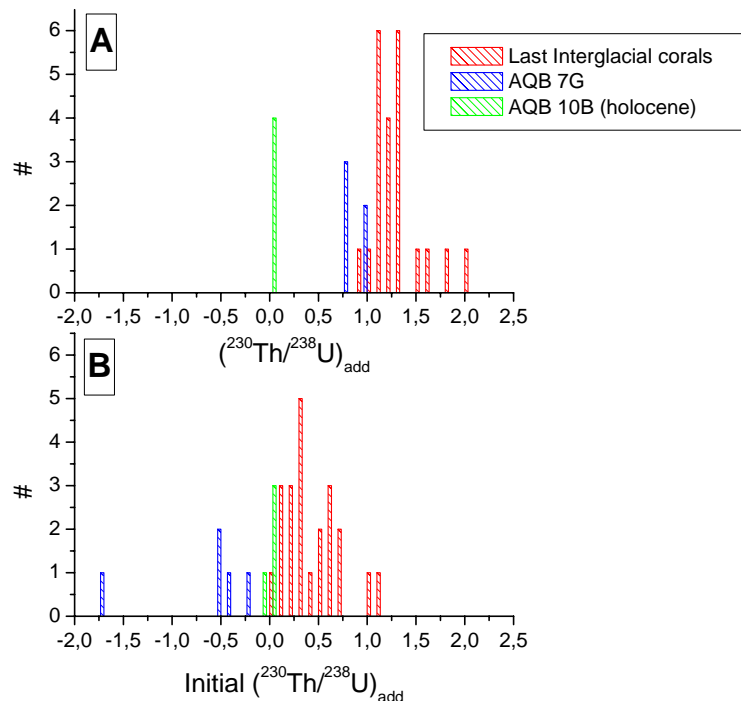 A
6
5
4
3
2
1
0
#
-2,0 -1,5 -1,0 -0,5 0,0 0,5 1,0 1,5 2,0 2,5
(²³⁰Th/²³⁸U)add
Last Interglacial corals
AQB 7G
AQB 10B (holocene)
B
6
5
4
3
2
1
0
#
-2,0 -1,5 -1,0 -0,5 0,0 0,5 1,0 1,5 2,0 2,5
Initial (²³⁰Th/²³⁸U)add